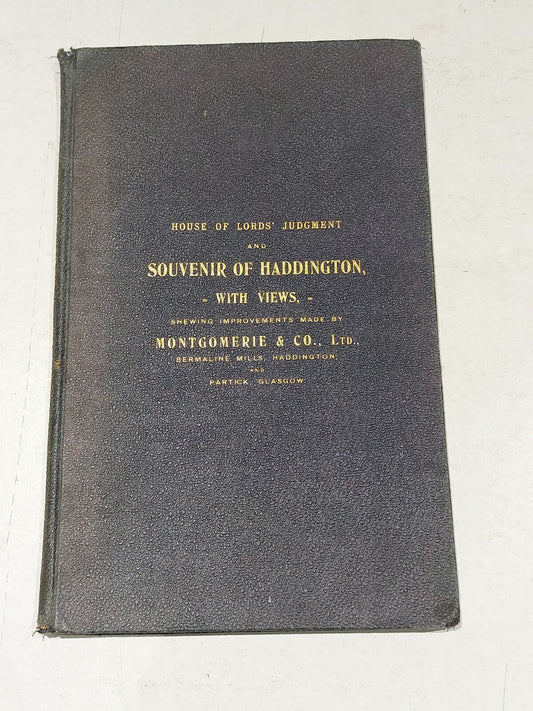 HOUSE OF LORDS' JUDGMENT
AND
SOUVENIR OF HADDINGTON,
- WITH VIEWS, -
SHEWING IMPROVEMENTS MADE BY
MONTGOMERIE & CO., LTD.,
BERMALINE MILLS, HADDINGTON,
AND
PARTICK, GLASGOW